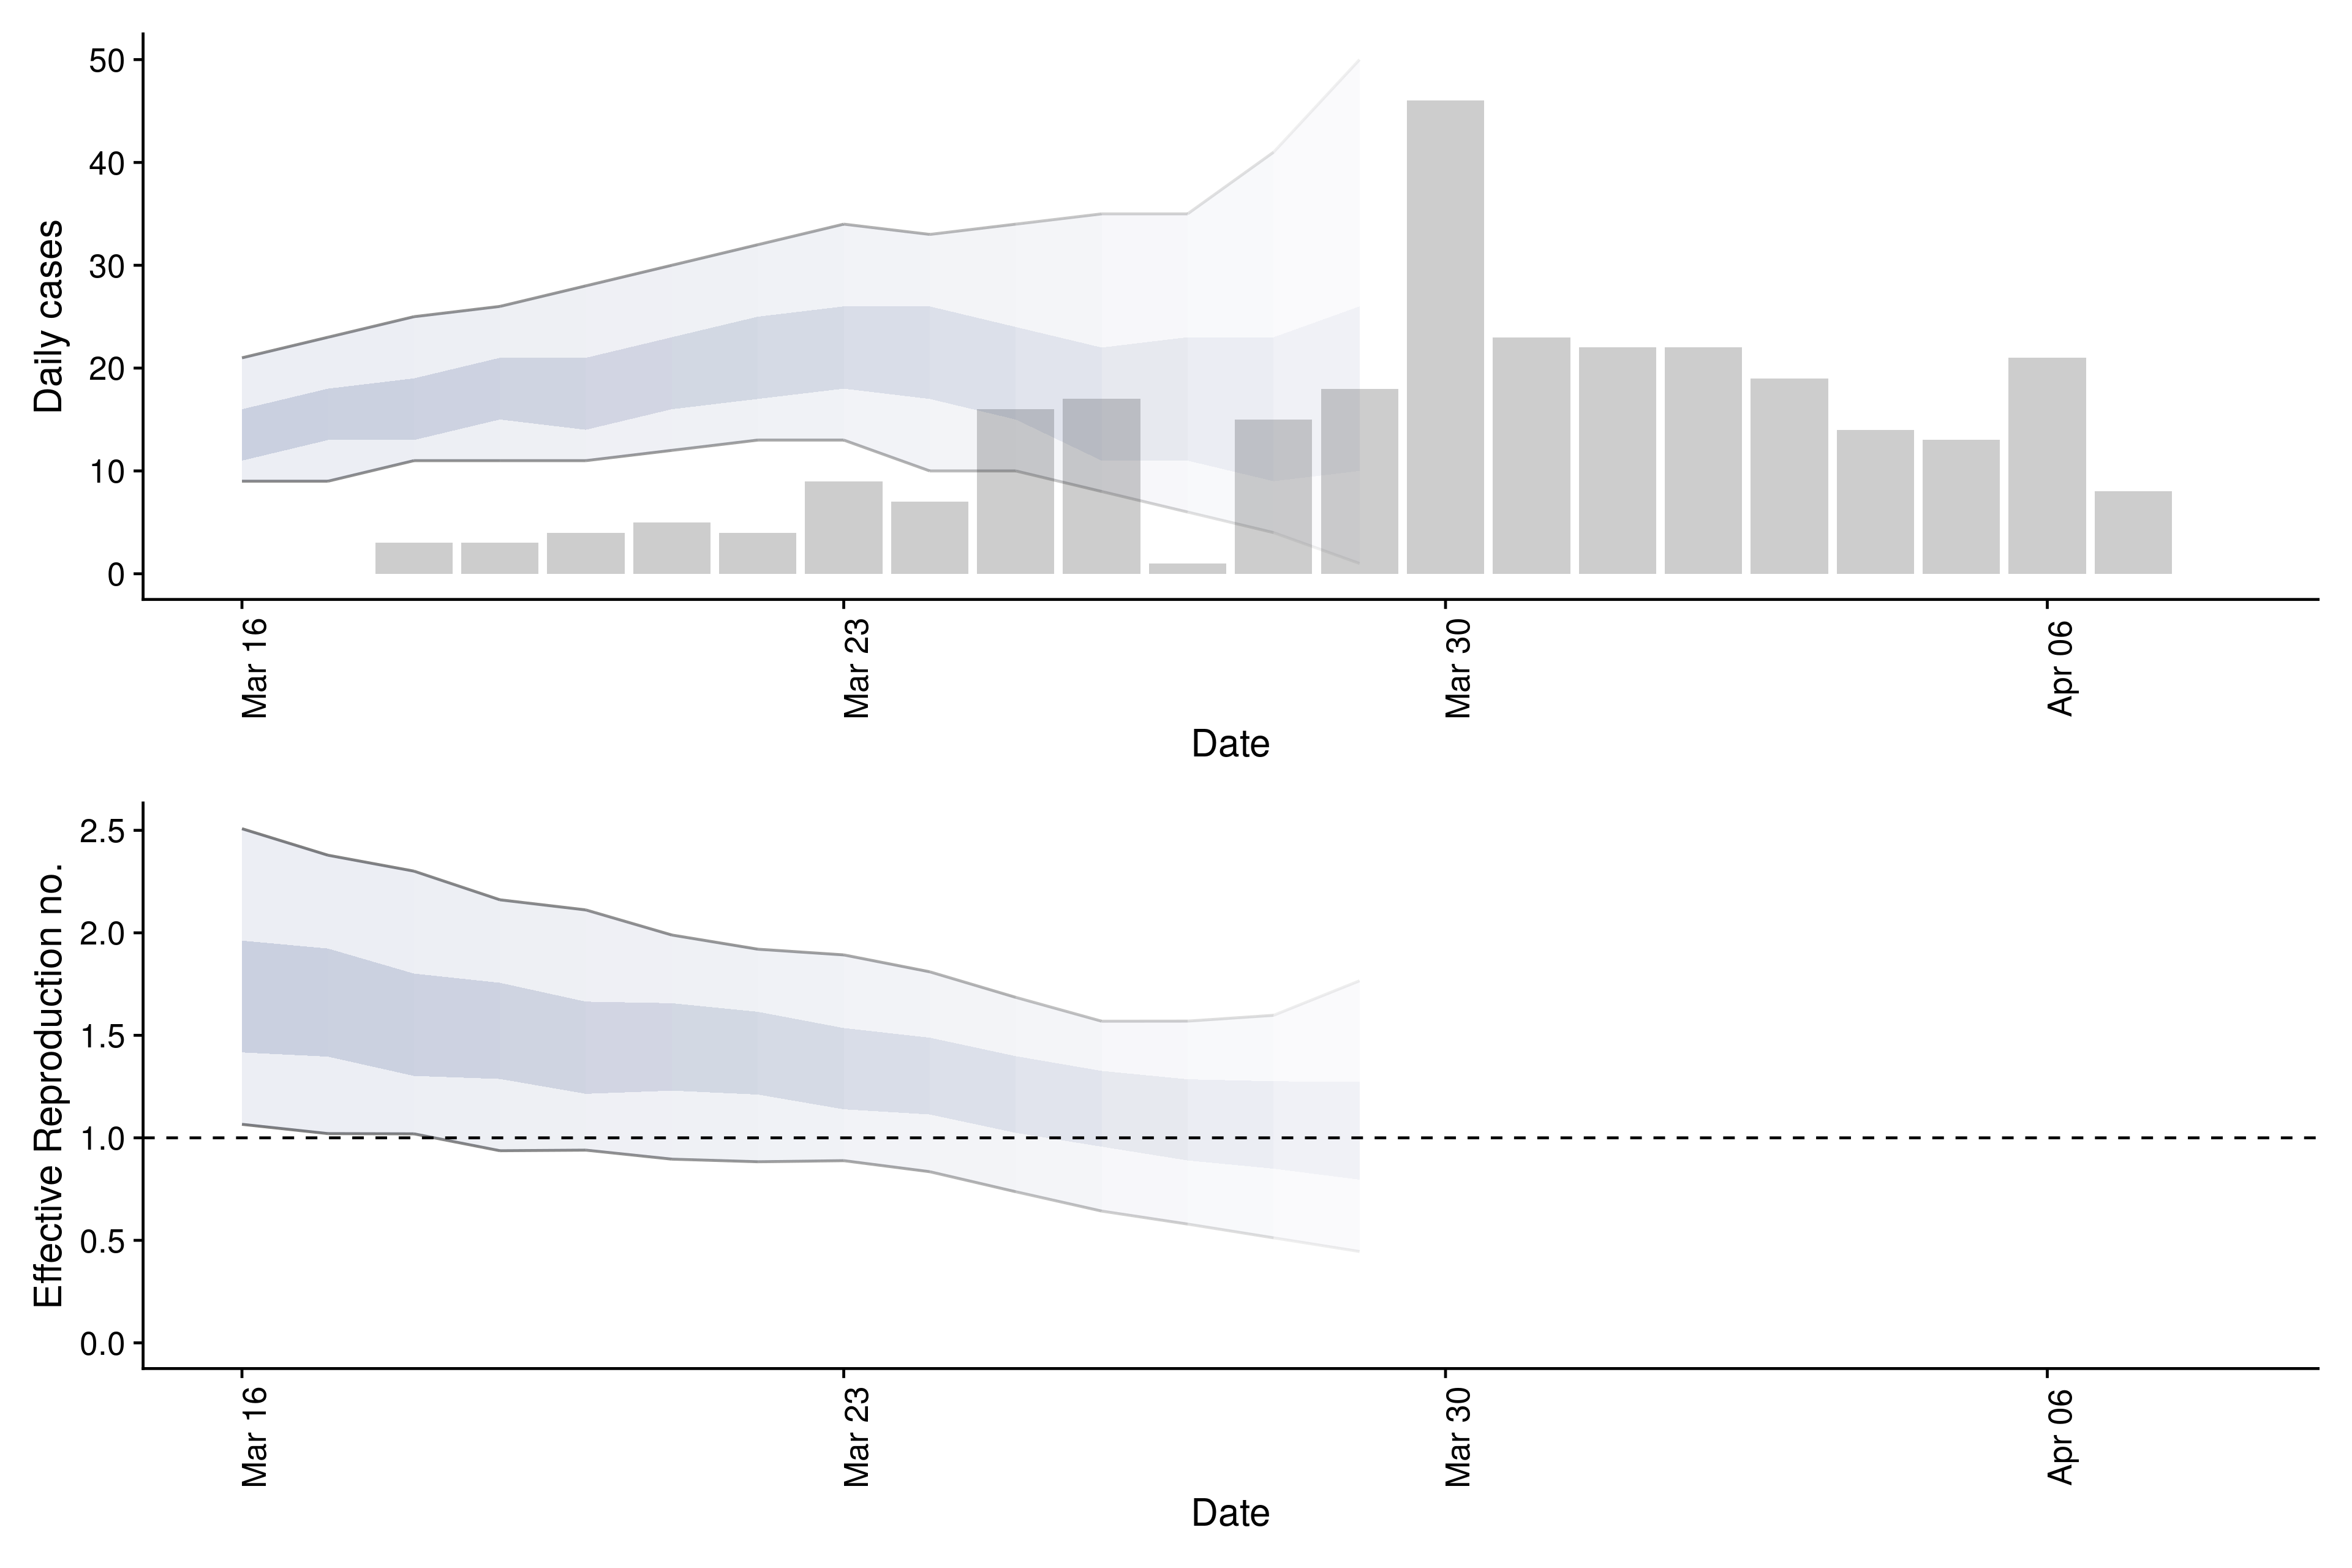 Daily cases
50
40
30
20
10
0
Mar 16
Mar 23
Mar 30
Apr 06
Date
Effective Reproduction no.
2.5
2.0
1.5
1.0
0.5
0.0
Mar 16
Mar 23
Mar 30
Apr 06
Date